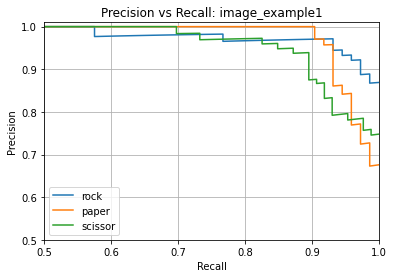 Precision vs Recall: image_example1
1.0
0.9
0.8
0.7
0.6
0.5
Precision
rock
paper
scissor
0.5 0.6 0.7 0.8 0.9 1.0
Recall